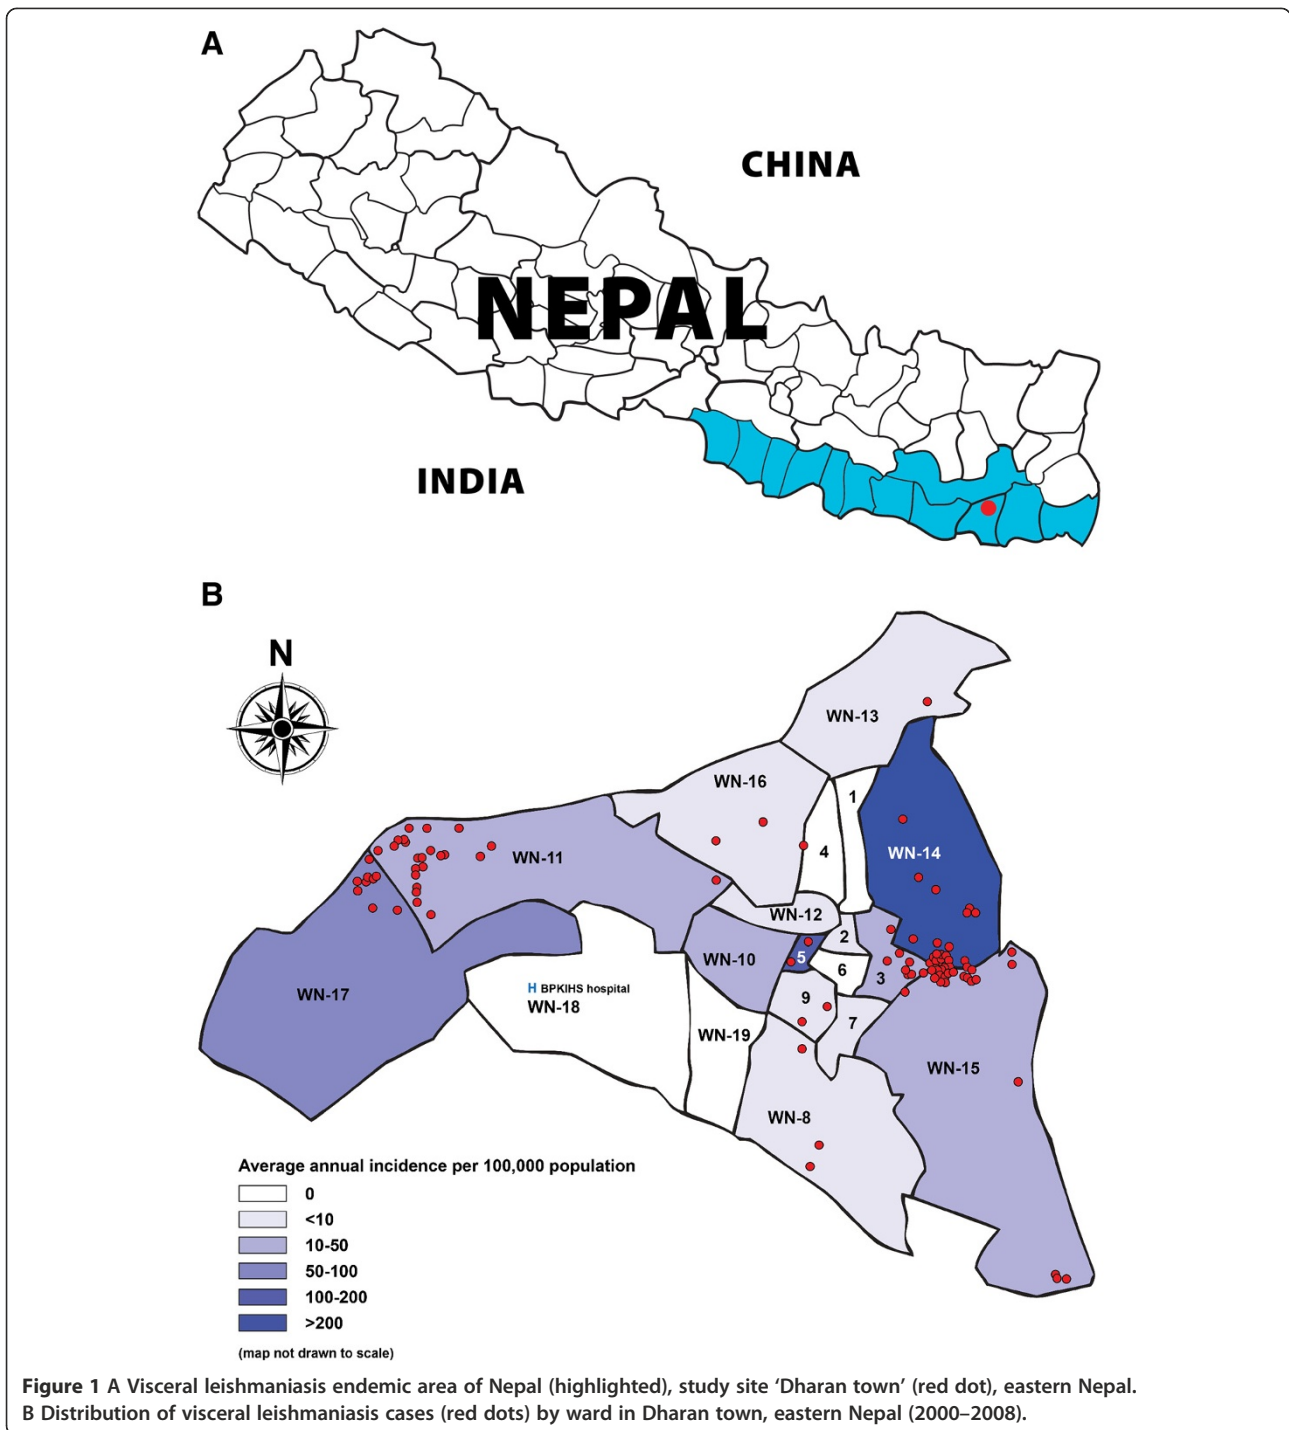 A
CHINA
NEPAL
INDIA
B
N
WN-13
WN-16
1
4
WN-14
WN-11
WN-12
2
5
WN-10
6
3
WN-17
H BPKIHS hospital
WN-18
9
7
WN-19
WN-15
WN-8
Average annual incidence per 100,000 population
0
<10
10-50
50-100
100-200
>200
(map not drawn to scale)
Figure 1 A Visceral leishmaniasis endemic area of Nepal (highlighted), study site ‘Dharan town’ (red dot), eastern Nepal.
B Distribution of visceral leishmaniasis cases (red dots) by ward in Dharan town, eastern Nepal (2000–2008).